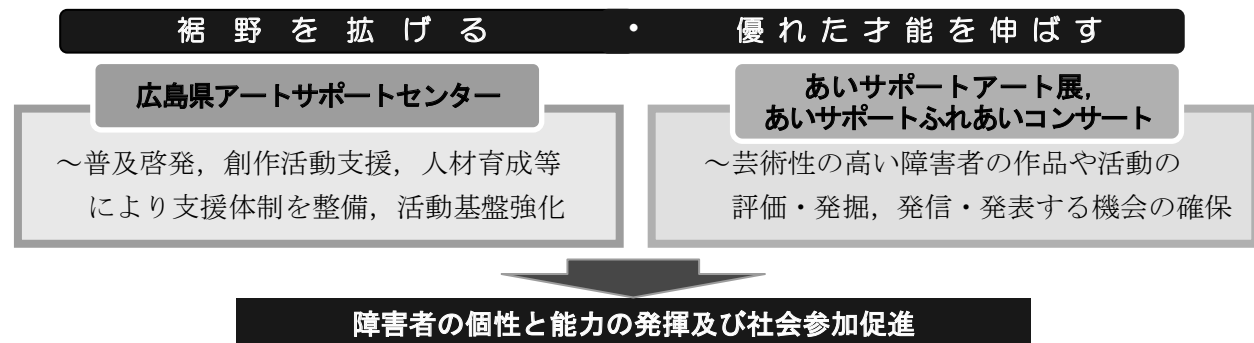 裾野を拡げる ・ 優れた才能を伸ばす
広島県アートサポートセンター
～普及啓発，創作活動支援，人材育成等
により支援体制を整備，活動基盤強化
あいサポートアート展，
あいサポートふれあいコンサート
～芸術性の高い障害者の作品や活動の
評価・発掘，発信・発表する機会の確保
障害者の個性と能力の発揮及び社会参加促進